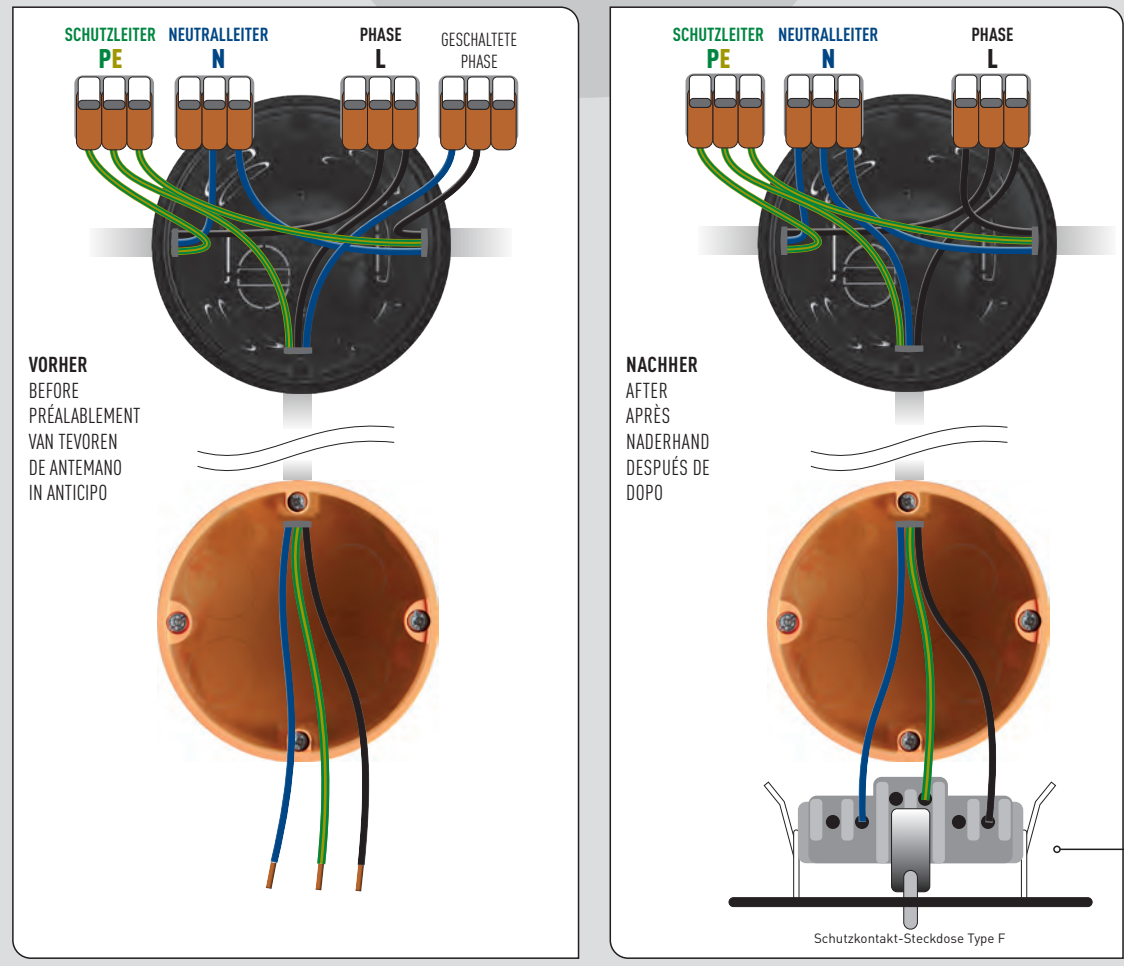 SCHUTZLEITER
PE
NEUTRALLEITER
N
PHASE
L
GESCHALTETE
PHASE
VORHER
BEFORE
PRÉALABLEMENT
VAN TEVOREN
DE ANTEMANO
IN ANTICIPO
SCHUTZLEITER
PE
NEUTRALLEITER
N
PHASE
L
NACHHER
AFTER
APRÈS
NADERHAND
DESPUÉS DE
DOPO
Schutzkontakt-Steckdose Type F